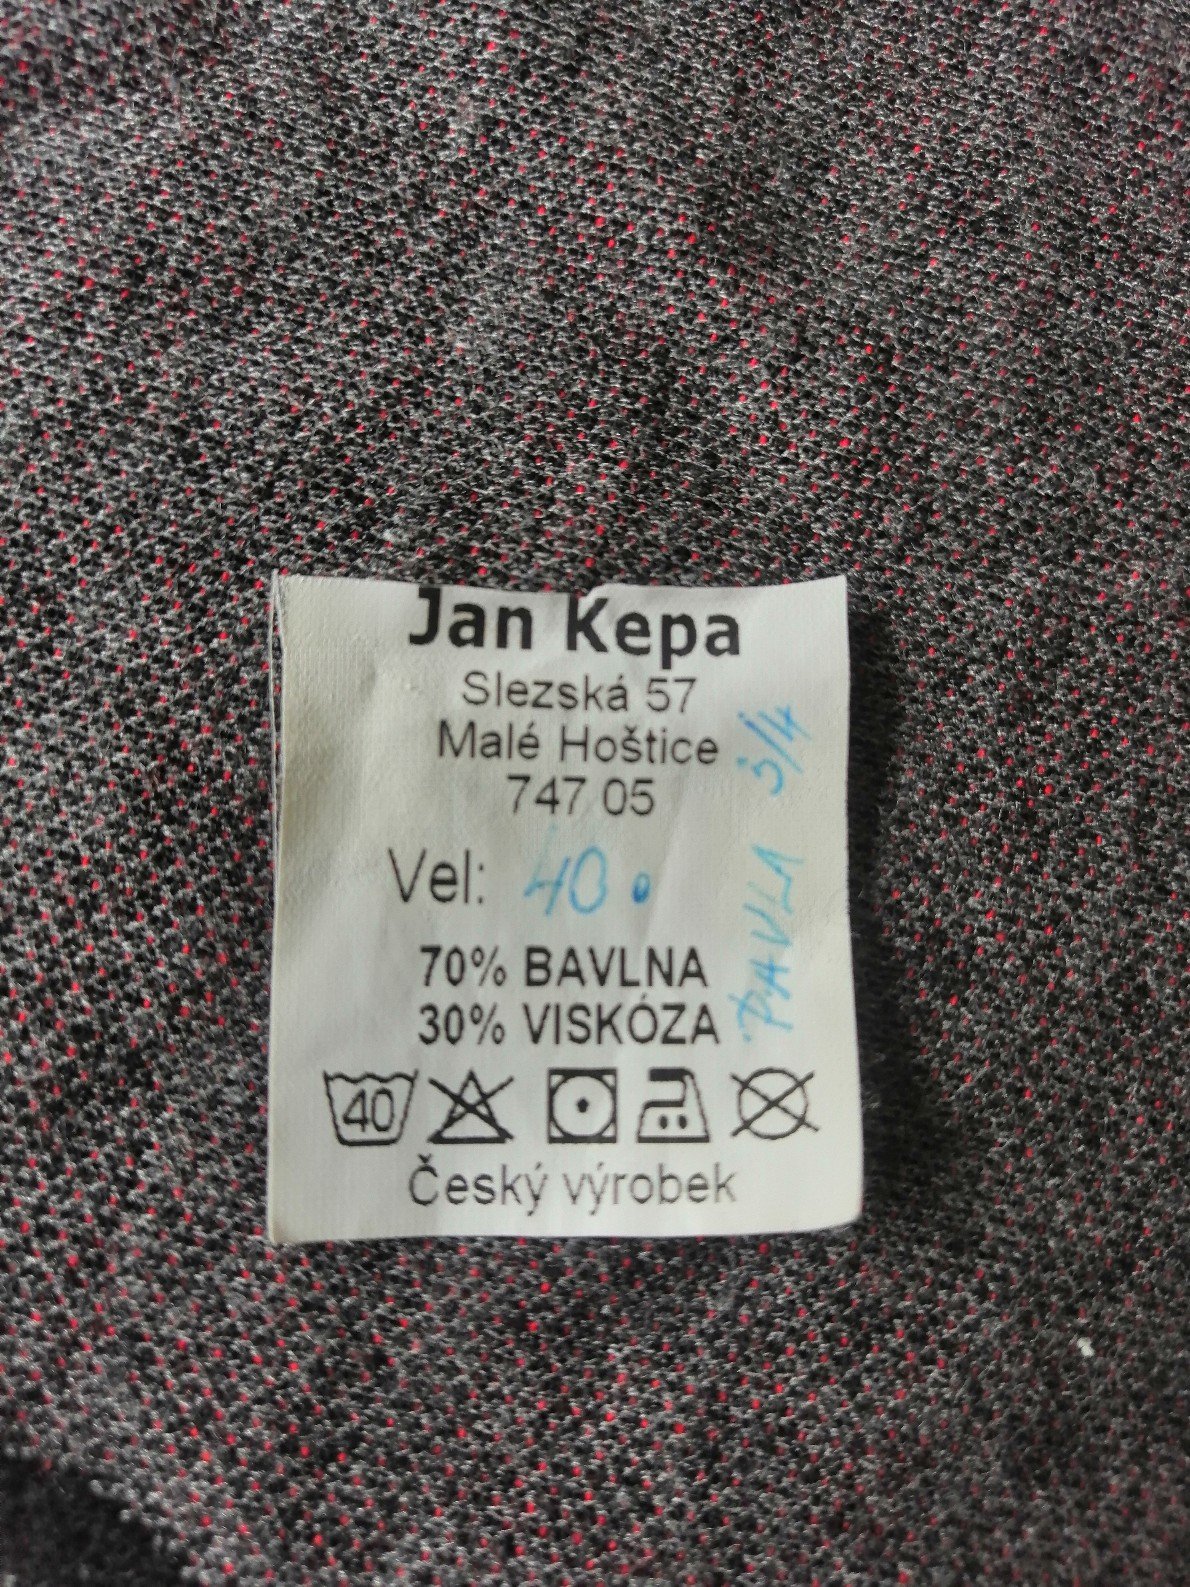 Jan Kepa
Slezská 57
Malé Hoštice
747 05
Vel: 40
70% BAVLNA
30% VISKÓZA
40
Český výrobek
PAVLA 3/4